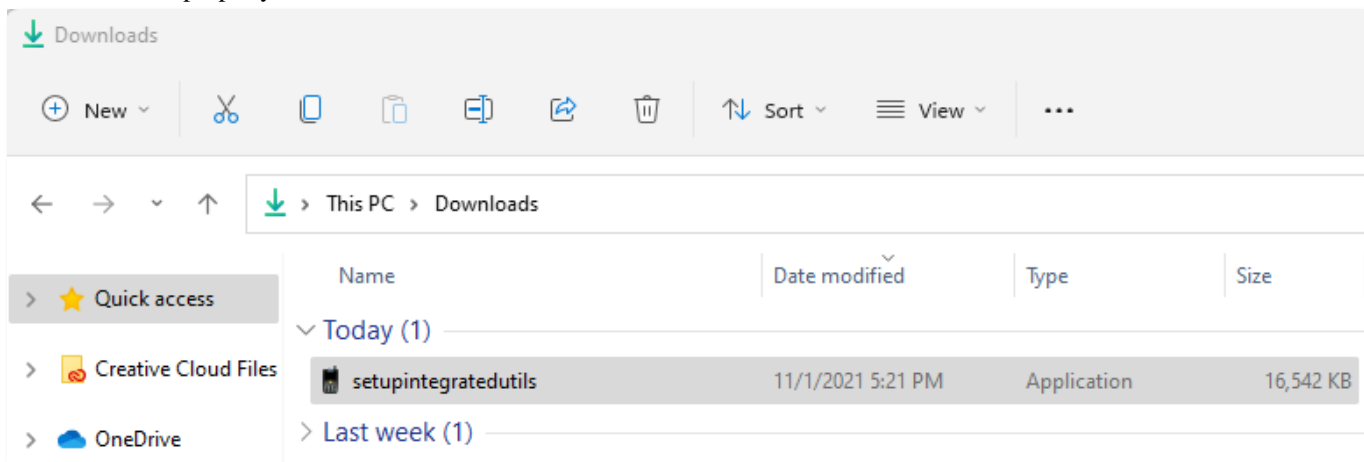 Downloads
New Sort View ...
This PC > Downloads
Name Date modified Type Size
Quick access
Today (1)
Creative Cloud Files
setupintegratedutils 11/1/2021 5:21 PM Application 16,542 KB
OneDrive
Last week (1)